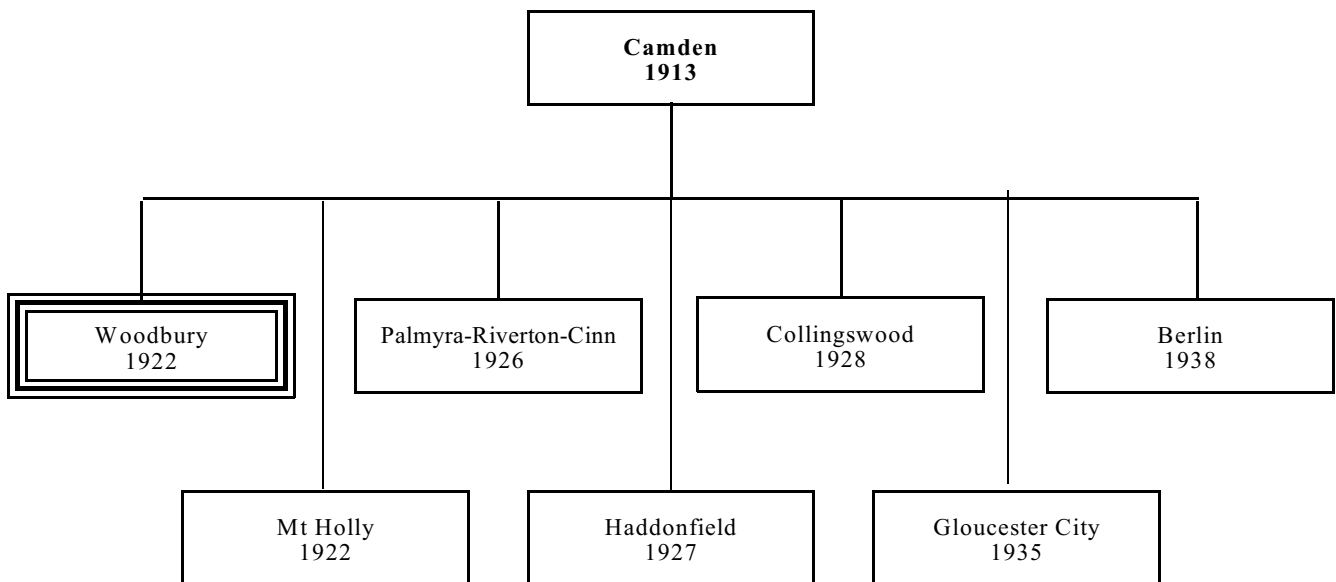 Camden
1913
Woodbury
1922
Palmyra-Riverton-Cinn
1926
Collingswood
1928
Berlin
1938
Mt Holly
1922
Haddonfield
1927
Gloucester City
1935